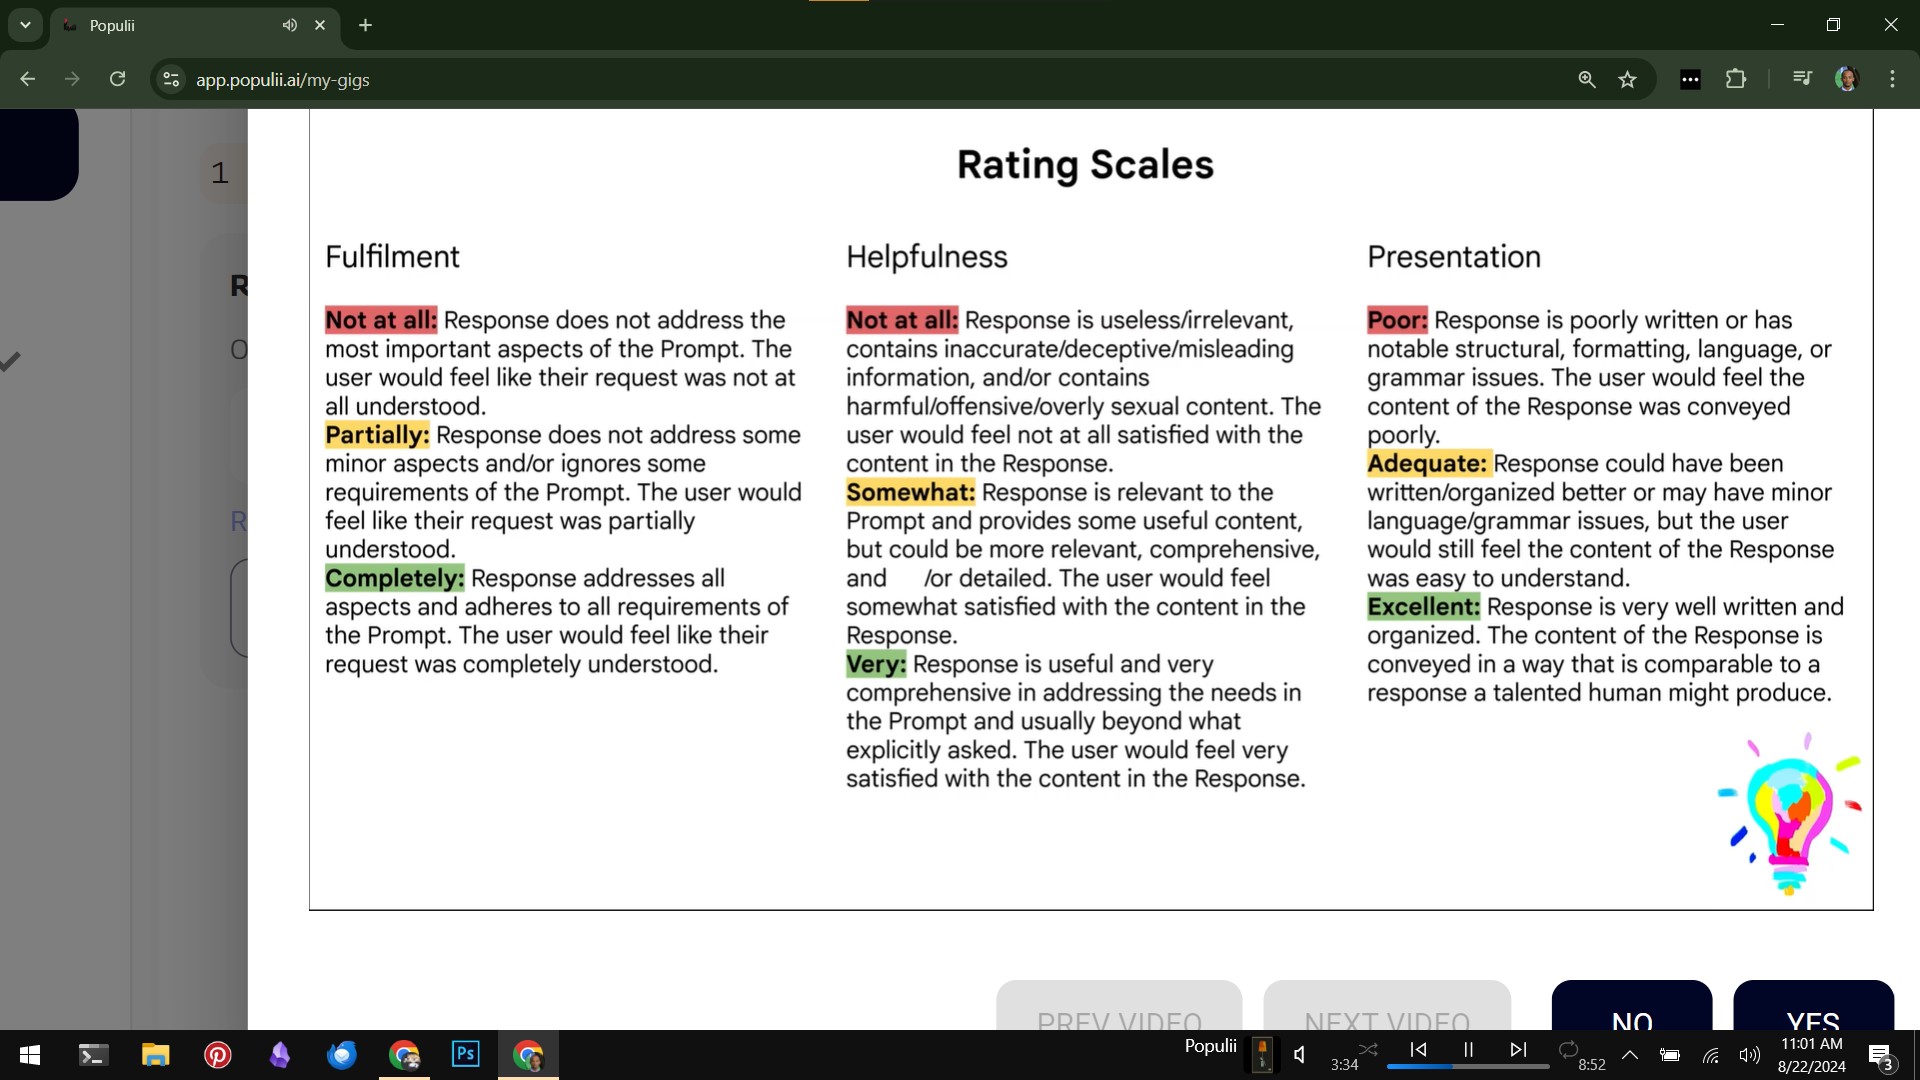 Populii
app.populii.ai/my-gigs
1
R
O
R
Rating Scales
Fulfilment
Not at all: Response does not address the
most important aspects of the Prompt. The
user would feel like their request was not at
all understood.
Partially: Response does not address some
minor aspects and/or ignores some
requirements of the Prompt. The user would
feel like their request was partially
understood.
Completely: Response addresses all
aspects and adheres to all requirements of
the Prompt. The user would feel like their
request was completely understood.
Helpfulness
Not at all: Response is useless/irrelevant,
contains inaccurate/deceptive/misleading
information, and/or contains
harmful/offensive/overly sexual content. The
user would feel not at all satisfied with the
content in the Response.
Somewhat: Response is relevant to the
Prompt and provides some useful content,
but could be more relevant, comprehensive,
and /or detailed. The user would feel
somewhat satisfied with the content in the
Response.
Very: Response is useful and very
comprehensive in addressing the needs in
the Prompt and usually beyond what
explicitly asked. The user would feel very
satisfied with the content in the Response.
Presentation
Poor: Response is poorly written or has
notable structural, formatting, language, or
grammar issues. The user would feel the
content of the Response was conveyed
poorly.
Adequate: Response could have been
written/organized better or may have minor
language/grammar issues, but the user
would still feel the content of the Response
was easy to understand.
Excellent: Response is very well written and
organized. The content of the Response is
conveyed in a way that is comparable to a
response a talented human might produce.
PREV VIDEO
NEXT VIDEO
NO
YES
Ps
Populii
3:34
8:52
11:01 AM
8/22/2024
3